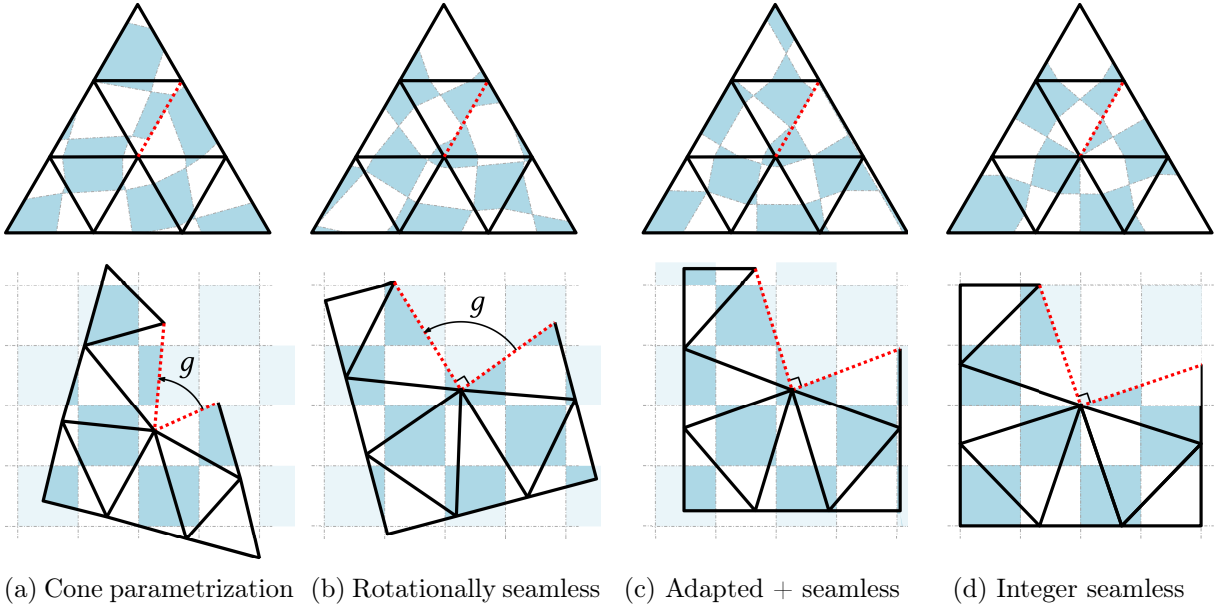 g
g
(a) Cone parametrization (b) Rotationally seamless (c) Adapted + seamless (d) Integer seamless